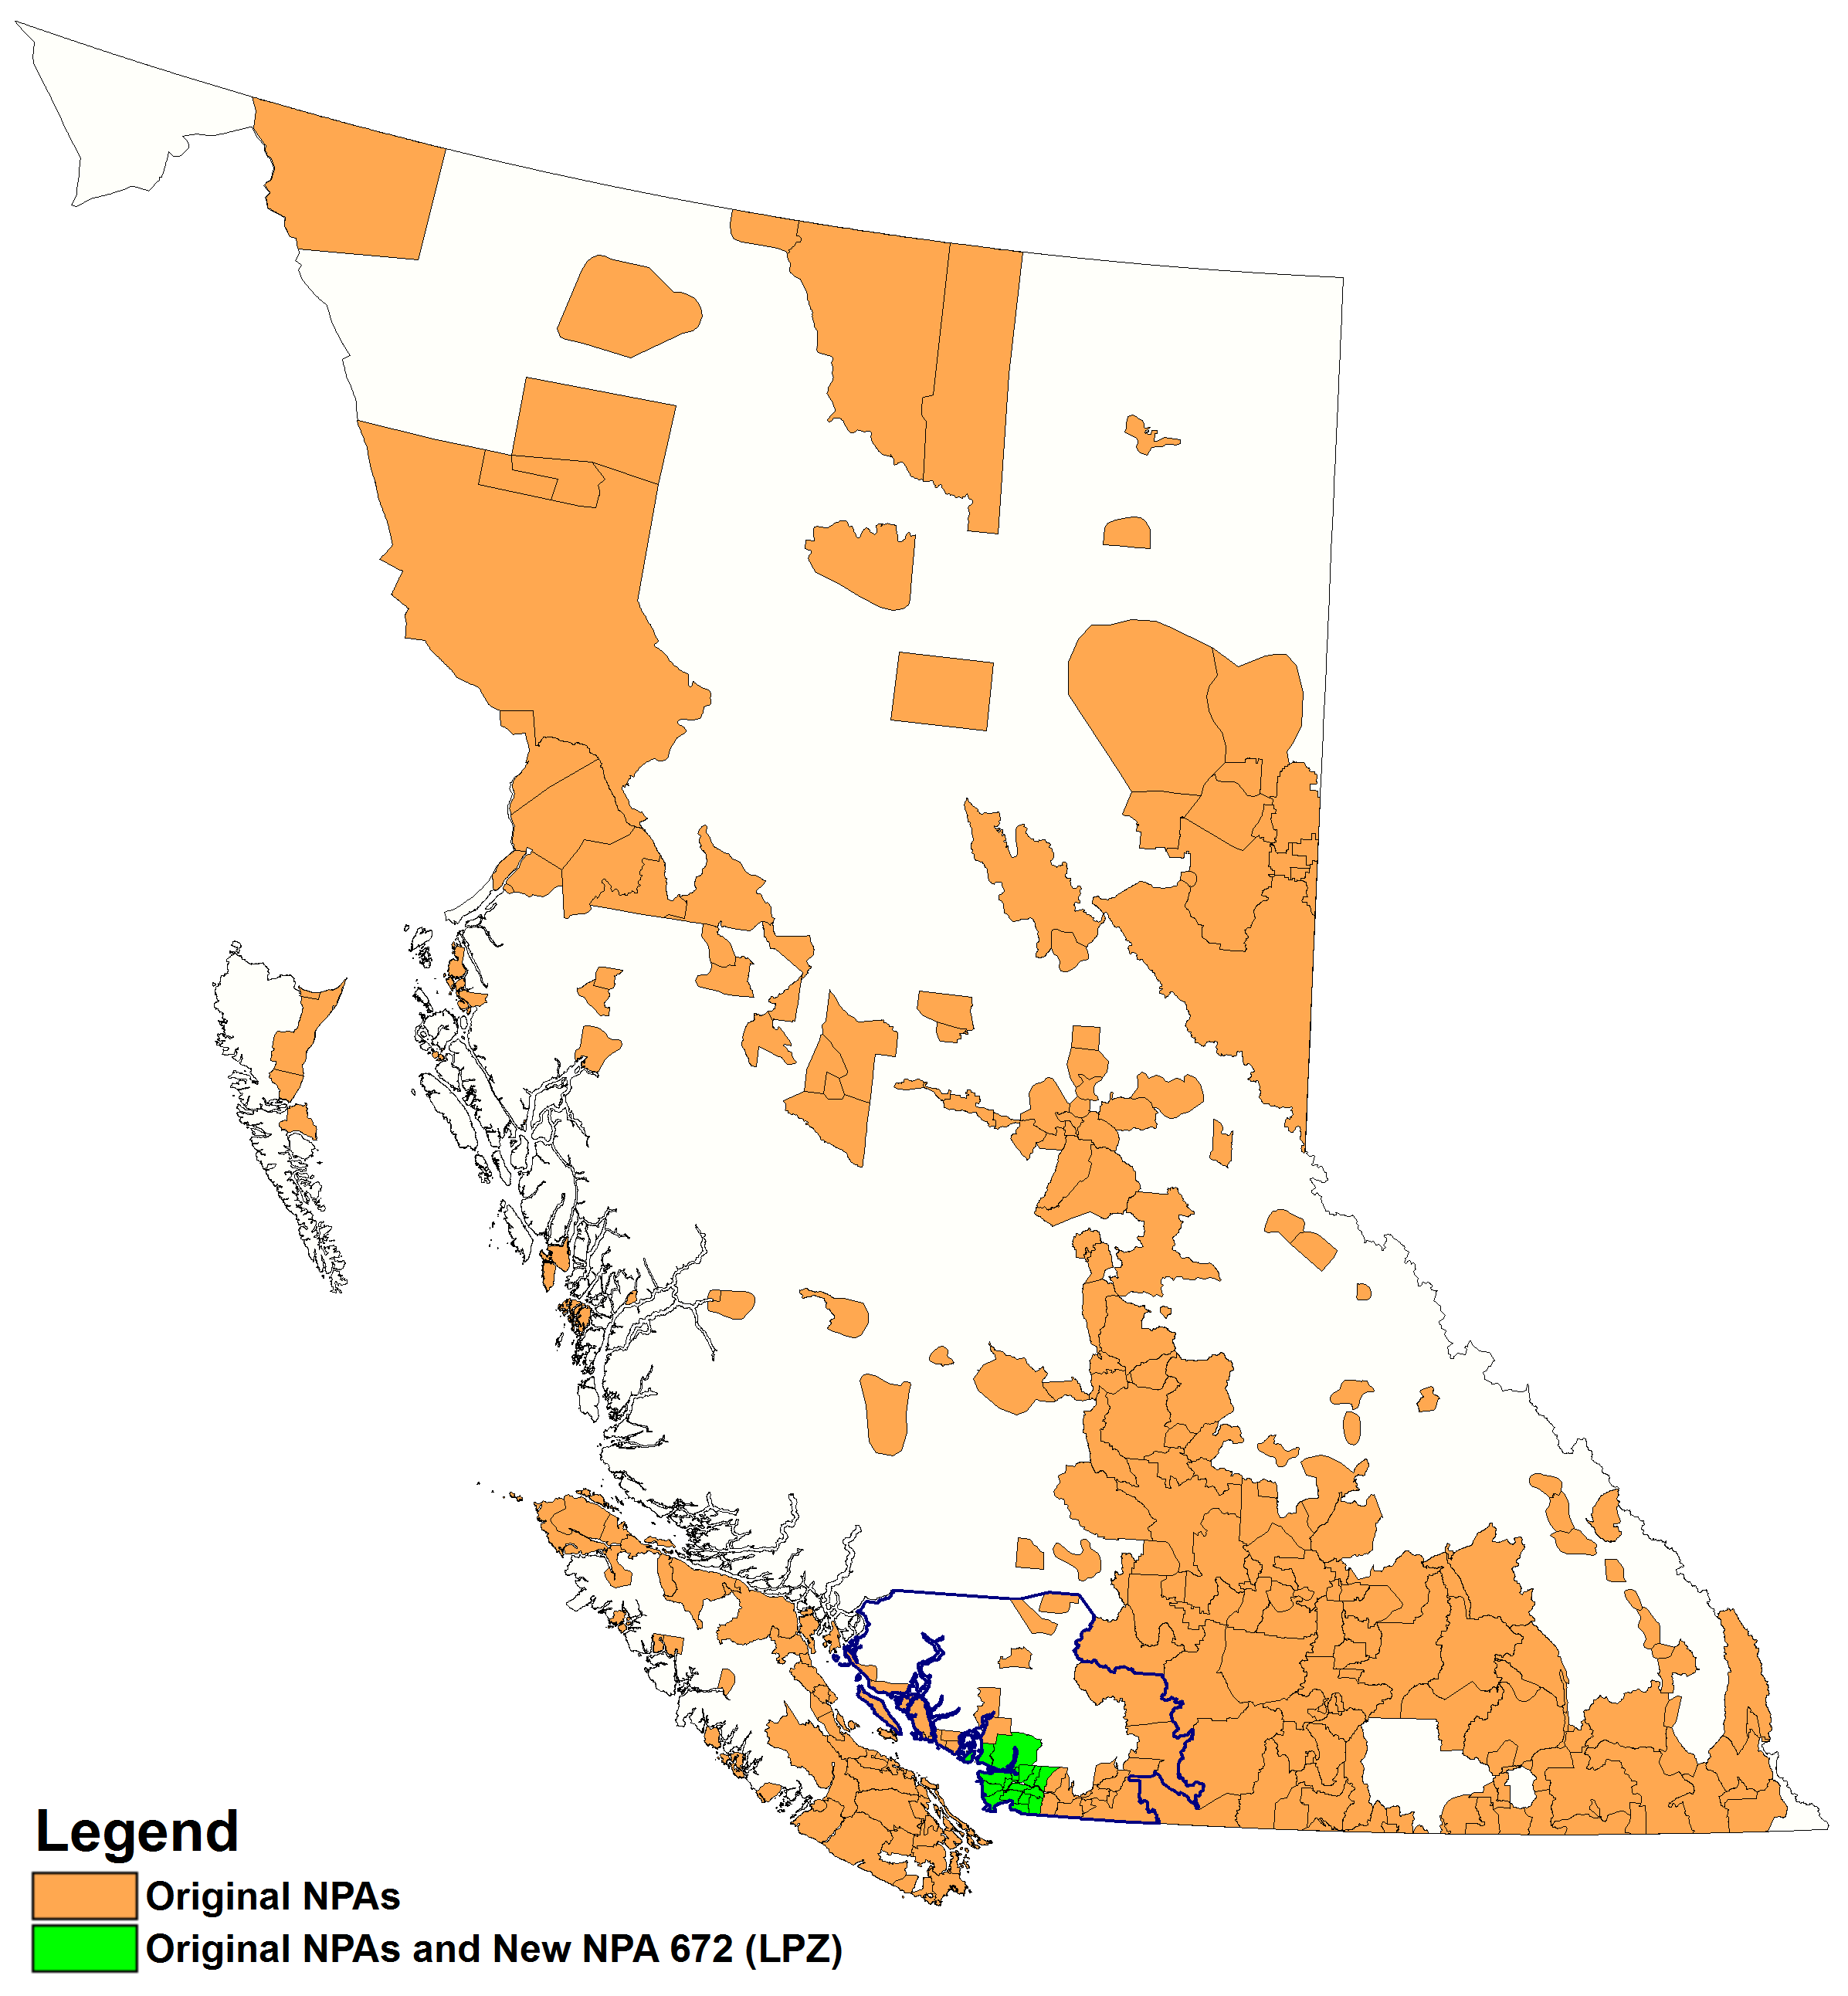 Legend
Original NPAs
Original NPAs and New NPA 672 (LPZ)